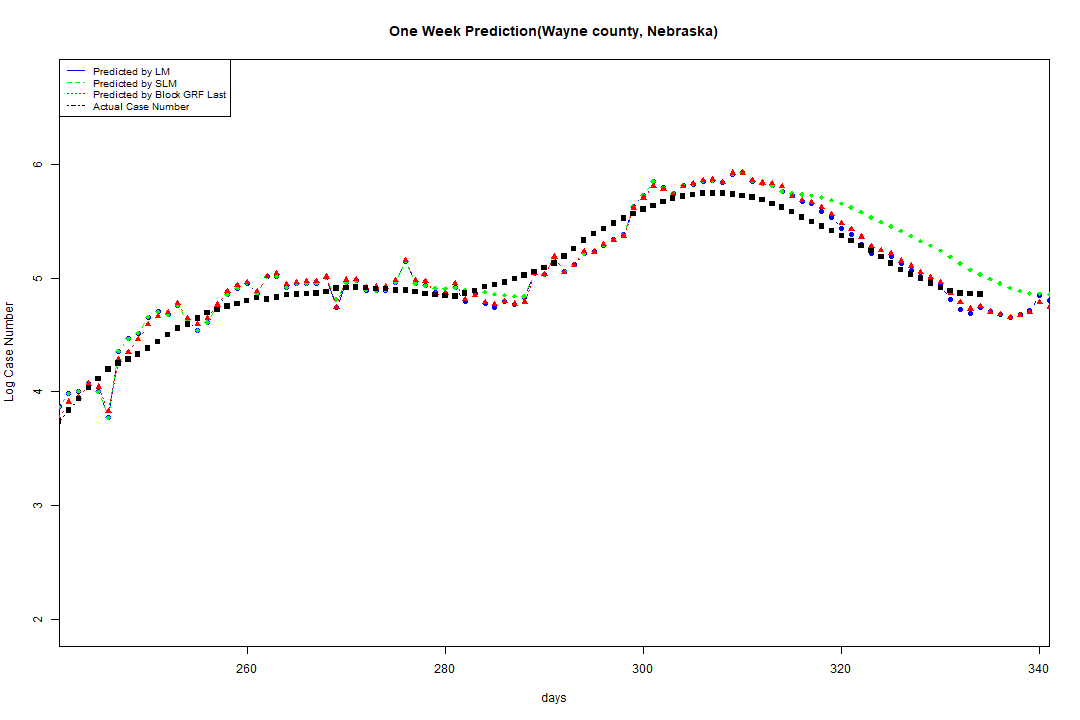 One Week Prediction(Wayne county, Nebraska)
Predicted by LM
Predicted by SLM
Predicted by Block GRF Last
Actual Case Number
Log Case Number
6
5
4
3
2
260 280 300 320 340
days